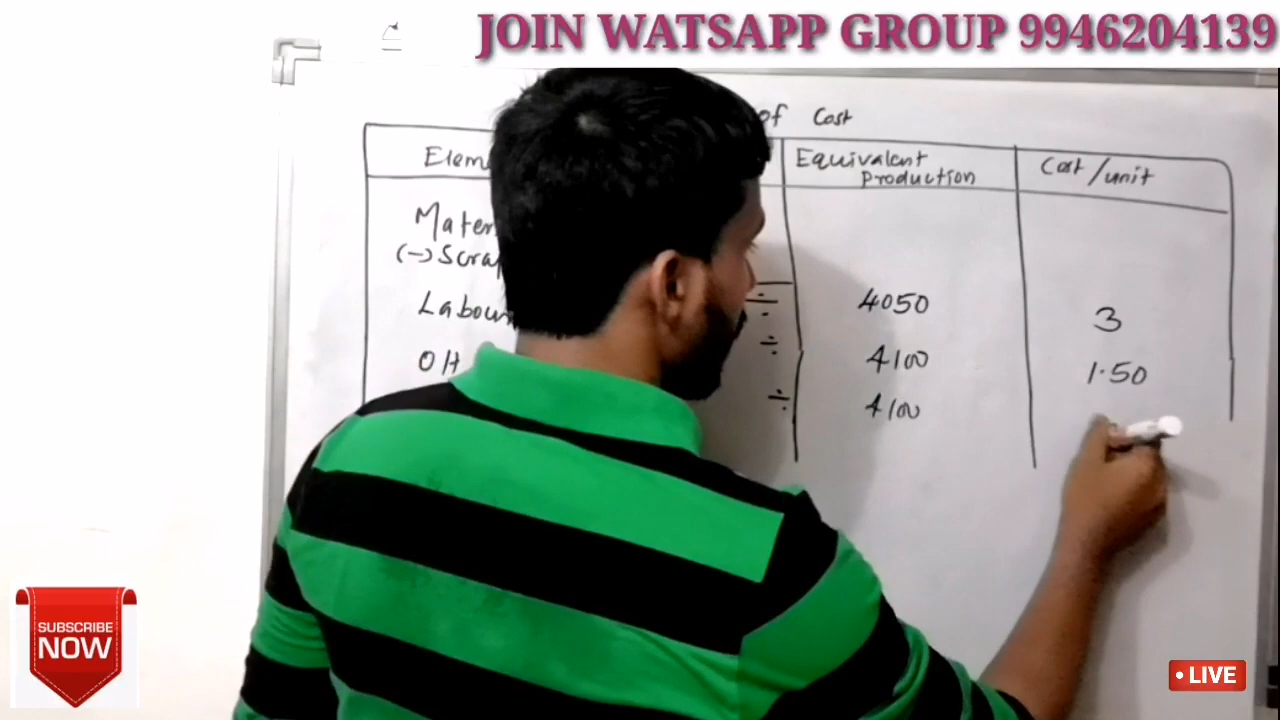 JOIN WATSAPP GROUP 9946204139
of Cost
Equivalent Production
Cost/unit
(-)
4050
3
4100
1.50
OH
4100
SUBSCRIBE
NOW
• LIVE